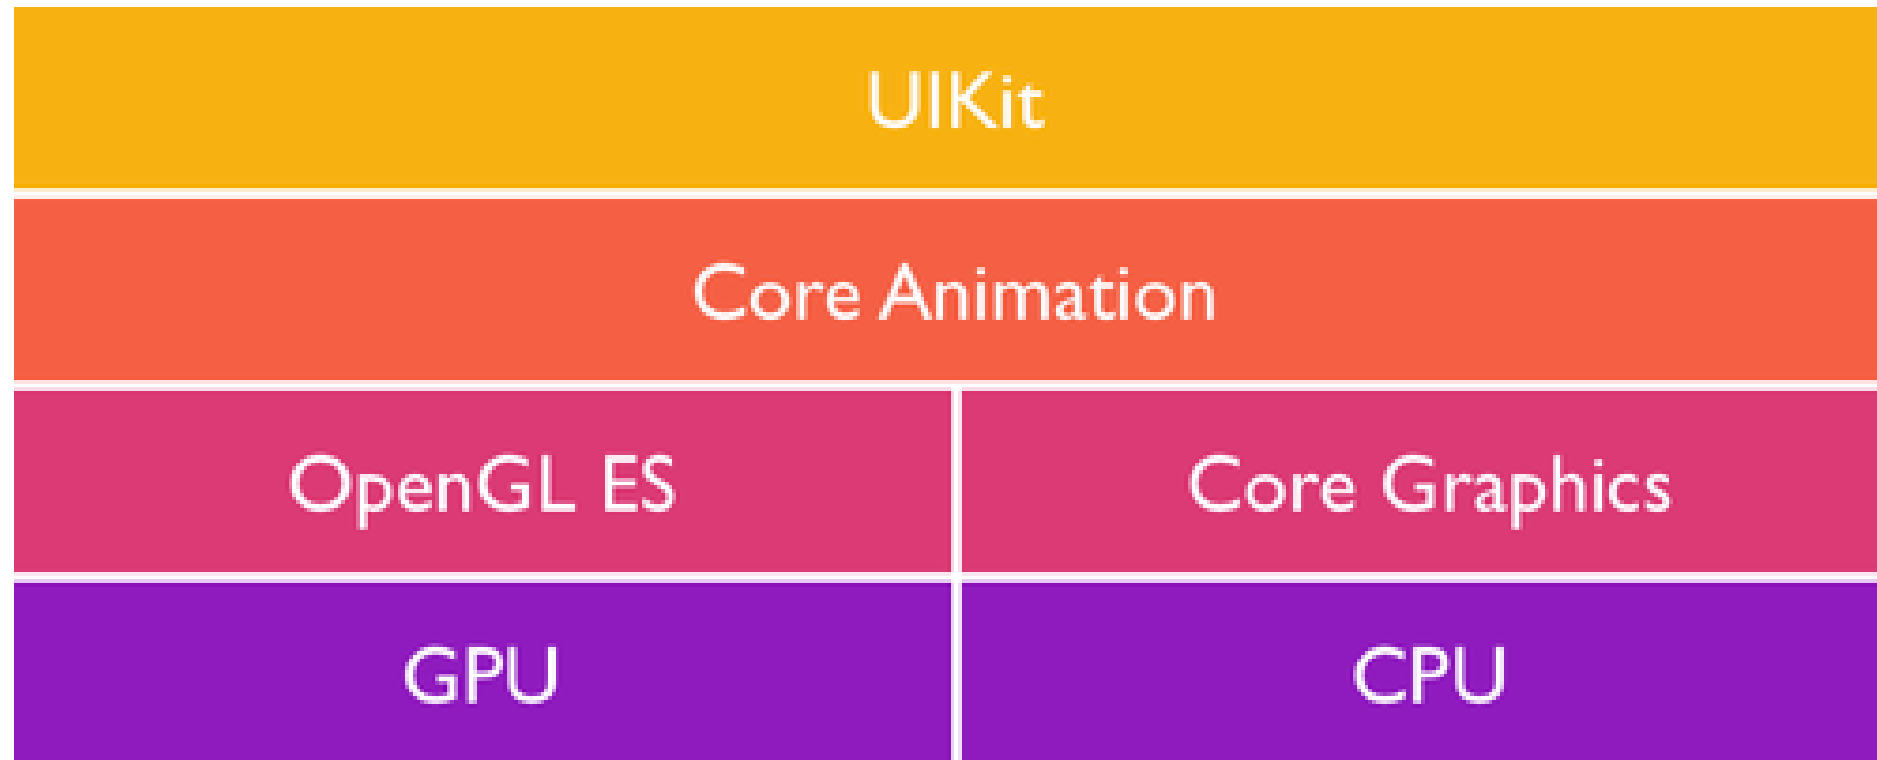 UIKit
Core Animation
OpenGL ES
Core Graphics
GPU
CPU